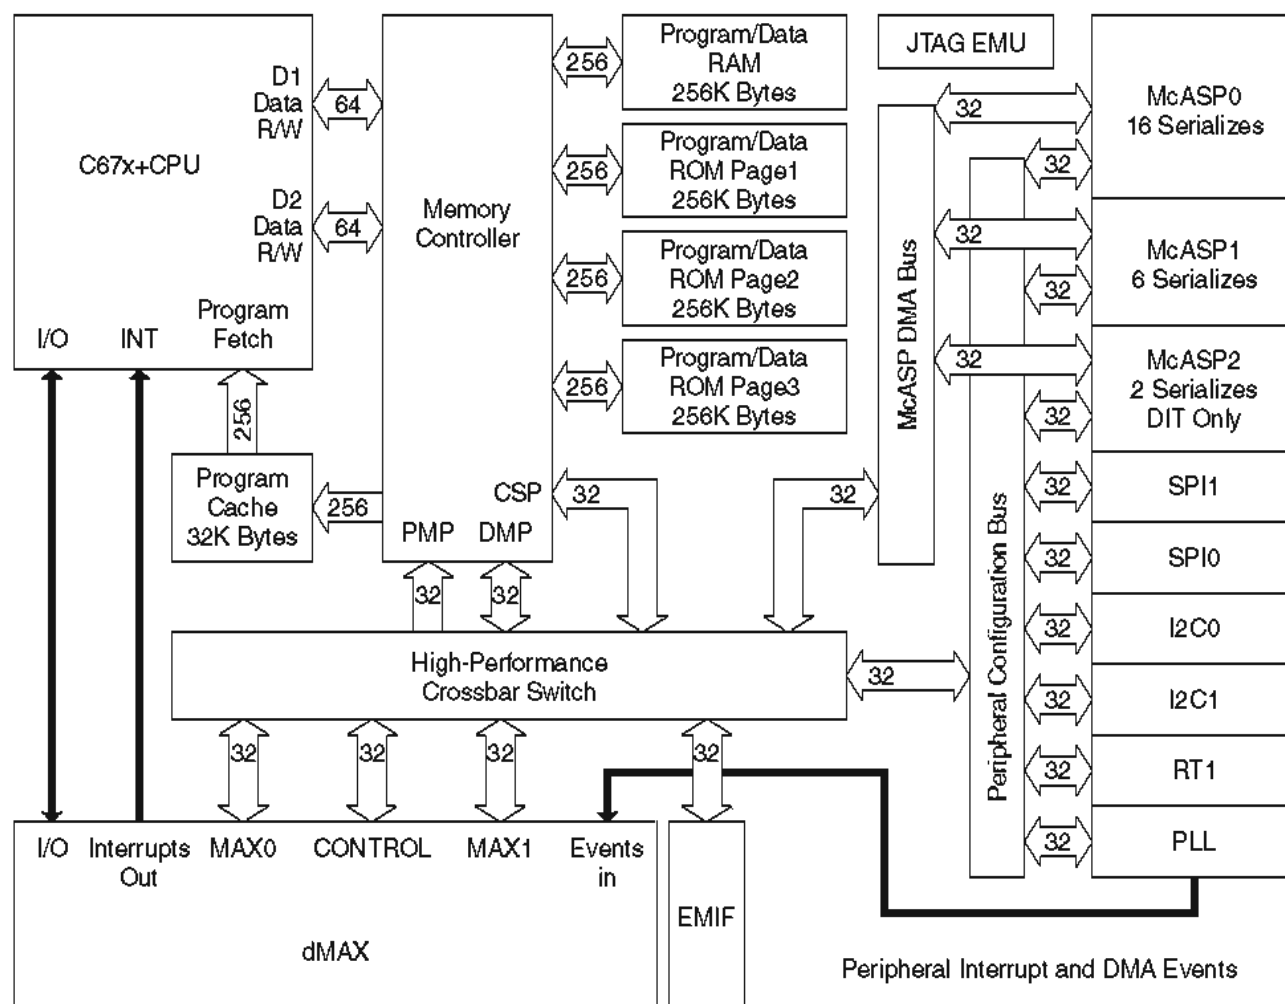 C67x+CPU
D1
Data
R/W
64
D2
Data
R/W
64
I/O
INT
Program
Fetch
256
Program
Cache
32K Bytes
256
Memory
Controller
CSP
PMP
DMP
32
32
32
256
Program/Data
RAM
256K Bytes
256
Program/Data
ROM Page1
256K Bytes
256
Program/Data
ROM Page2
256K Bytes
256
Program/Data
ROM Page3
256K Bytes
JTAG EMU
McASP DMA Bus
32
Peripheral Configuration Bus
32
32
32
McASP0
16 Serializes
32
32
McASP1
6 Serializes
32
32
McASP2
2 Serializes
DIT Only
32
SPI1
32
SPI0
32
I2C0
32
I2C1
32
RT1
32
PLL
High-Performance
Crossbar Switch
32
32
32
32
32
I/O
Interrupts
Out
MAX0
CONTROL
MAX1
Events
in
dMAX
EMIF
Peripheral Interrupt and DMA Events